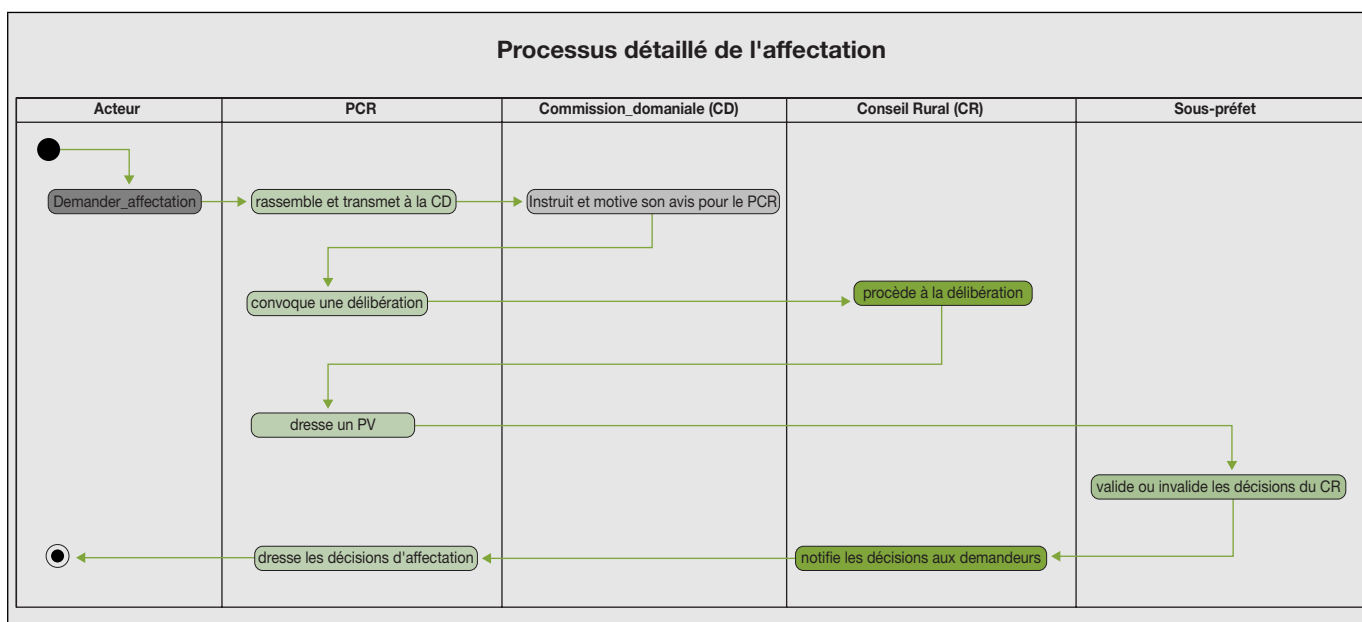 Processus détaillé de l'affectation
Acteur
PCR
Commission_domaniale (CD)
Conseil Rural (CR)
Sous-préfet
Demander_affectation
rassemble et transmet à la CD
Instruit et motive son avis pour le PCR
convoque une délibération
procède à la délibération
dresse un PV
valide ou invalide les décisions du CR
dresse les décisions d'affectation
notifie les décisions aux demandeurs